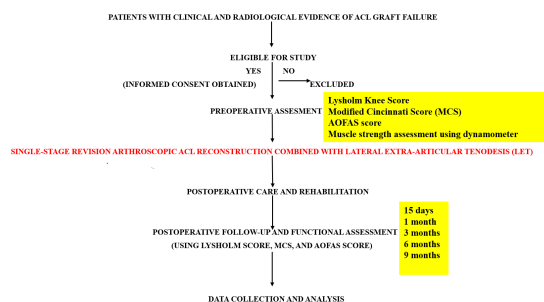 PATIENTS WITH CLINICAL AND RADIOLOGICAL EVIDENCE OF ACL GRAFT FAILURE
ELIGIBLE FOR STUDY
YES NO
(INFORMED CONSENT OBTAINED) EXCLUDED
PREOPERATIVE ASSESMENT
Lysholm Knee Score
Modified Cincinnati Score (MCS)
AOFAS score
Muscle strength assessment using dynamometer
SINGLE-STAGE REVISION ARTHROSCOPIC ACL RECONSTRUCTION COMBINED WITH LATERAL EXTRA-ARTICULAR TENODESIS (LET)
POSTOPERATIVE CARE AND REHABILITATION
POSTOPERATIVE FOLLOW-UP AND FUNCTIONAL ASSESSMENT
(USING LYSHOLM SCORE, MCS, AND AOFAS SCORE)
15 days
1 month
3 months
6 months
9 months
DATA COLLECTION AND ANALYSIS